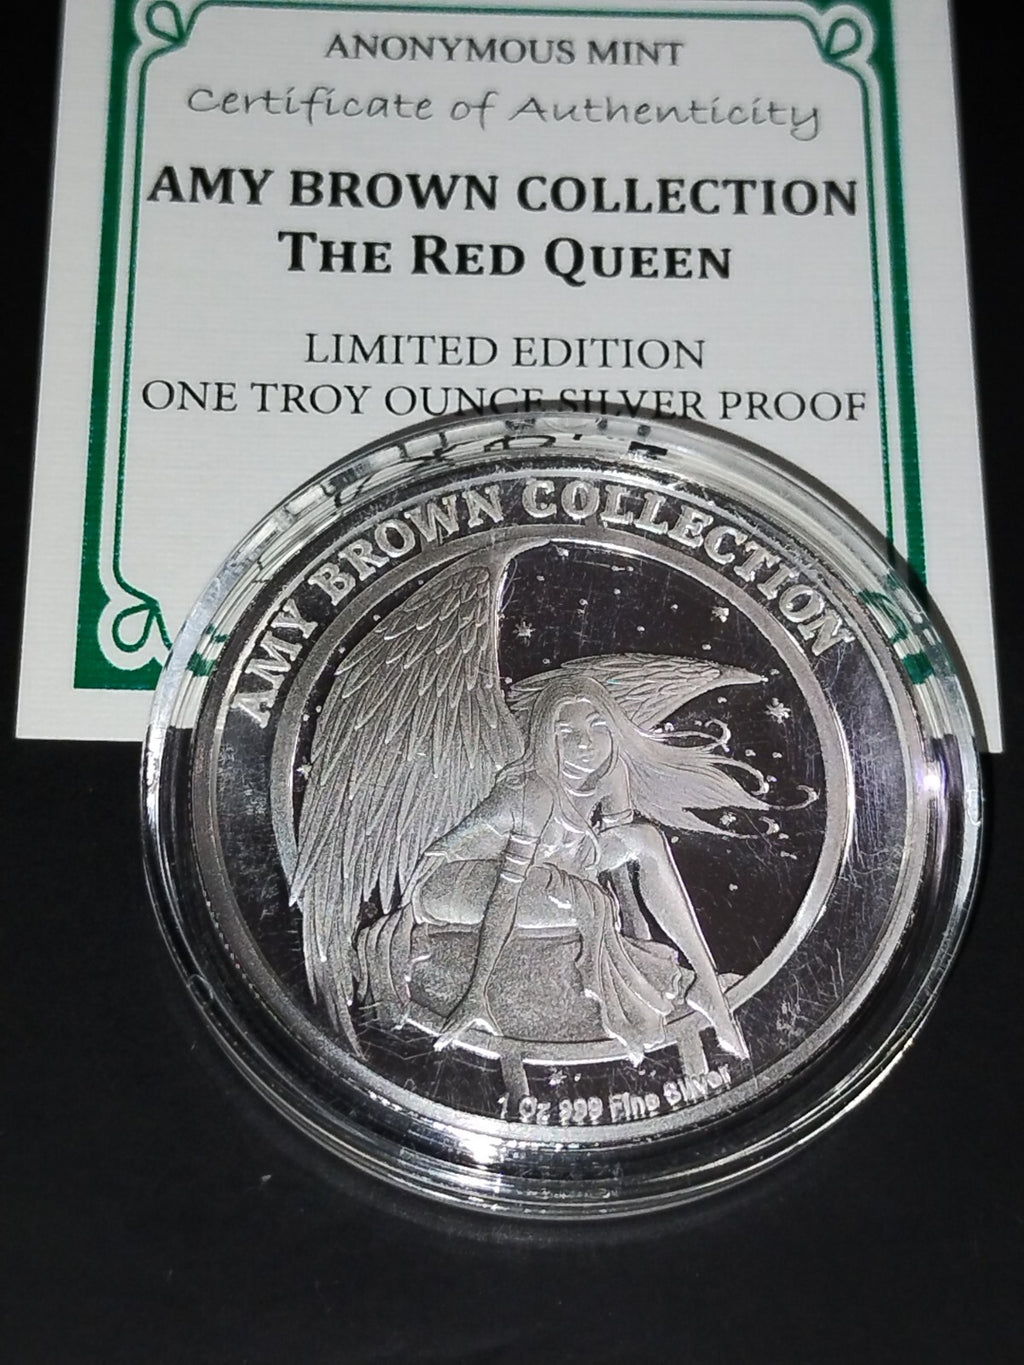 ANONYMOUS MINT
Certificate of Authenticity
AMY BROWN COLLECTION
THE RED QUEEN
LIMITED EDITION
ONE TROY OUNCE SILVER PROOF
AMY BROWN COLLECTION
1 Oz 999 Fine Silver